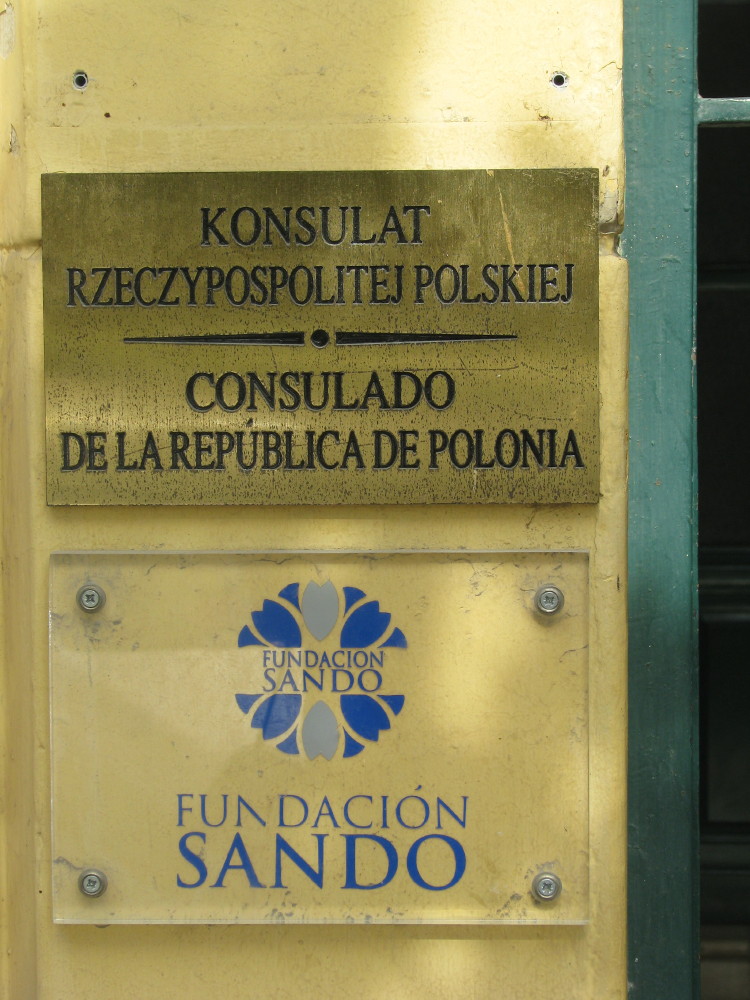 KONSULAT
RZECZYPOSPOLITEJ POLSKIEJ
CONSULADO
DE LA REPÚBLICA DE POLONIA
FUNDACION
SANDO
FUNDACIÓN
SANDO